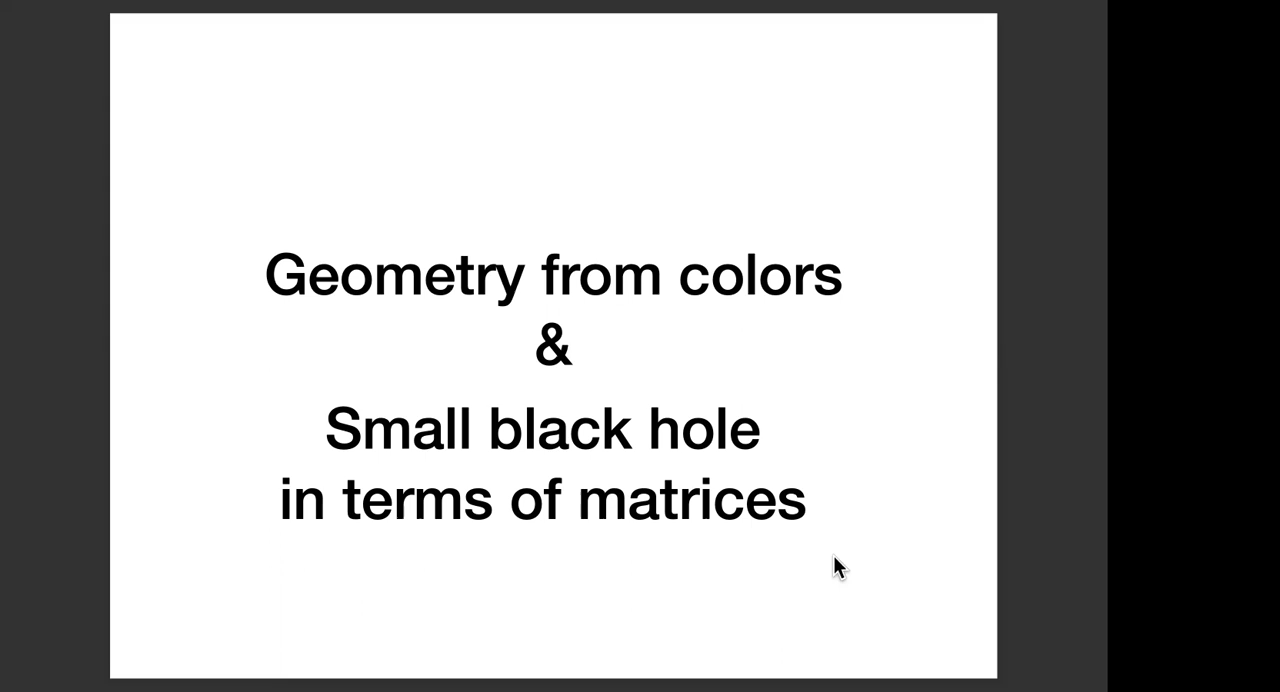 Geometry from colors
&
Small black hole
in terms of matrices